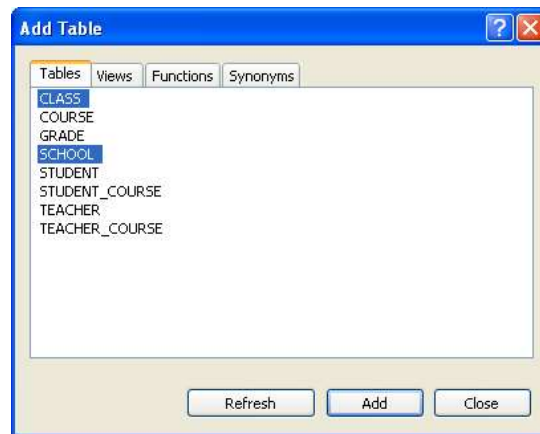 Add Table
Tables Views Functions Synonyms
CLASS
COURSE
GRADE
SCHOOL
STUDENT
STUDENT_COURSE
TEACHER
TEACHER_COURSE
Refresh Add Close